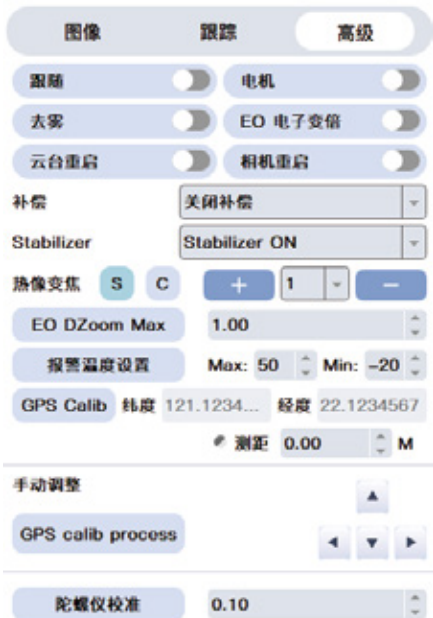 图像 跟踪 高级
跟随 电机
去雾 EO 电子变倍
云台重启 相机重启
补偿 关闭补偿
Stabilizer Stabilizer ON
热像变焦 S C + 1 −
EO DZoom Max 1.00
报警温度设置 Max: 50 Min: -20
GPS Calib 纬度 121.1234... 经度 22.1234567
测距 0.00 M
手动调整
GPS calib process
陀螺仪校准 0.10